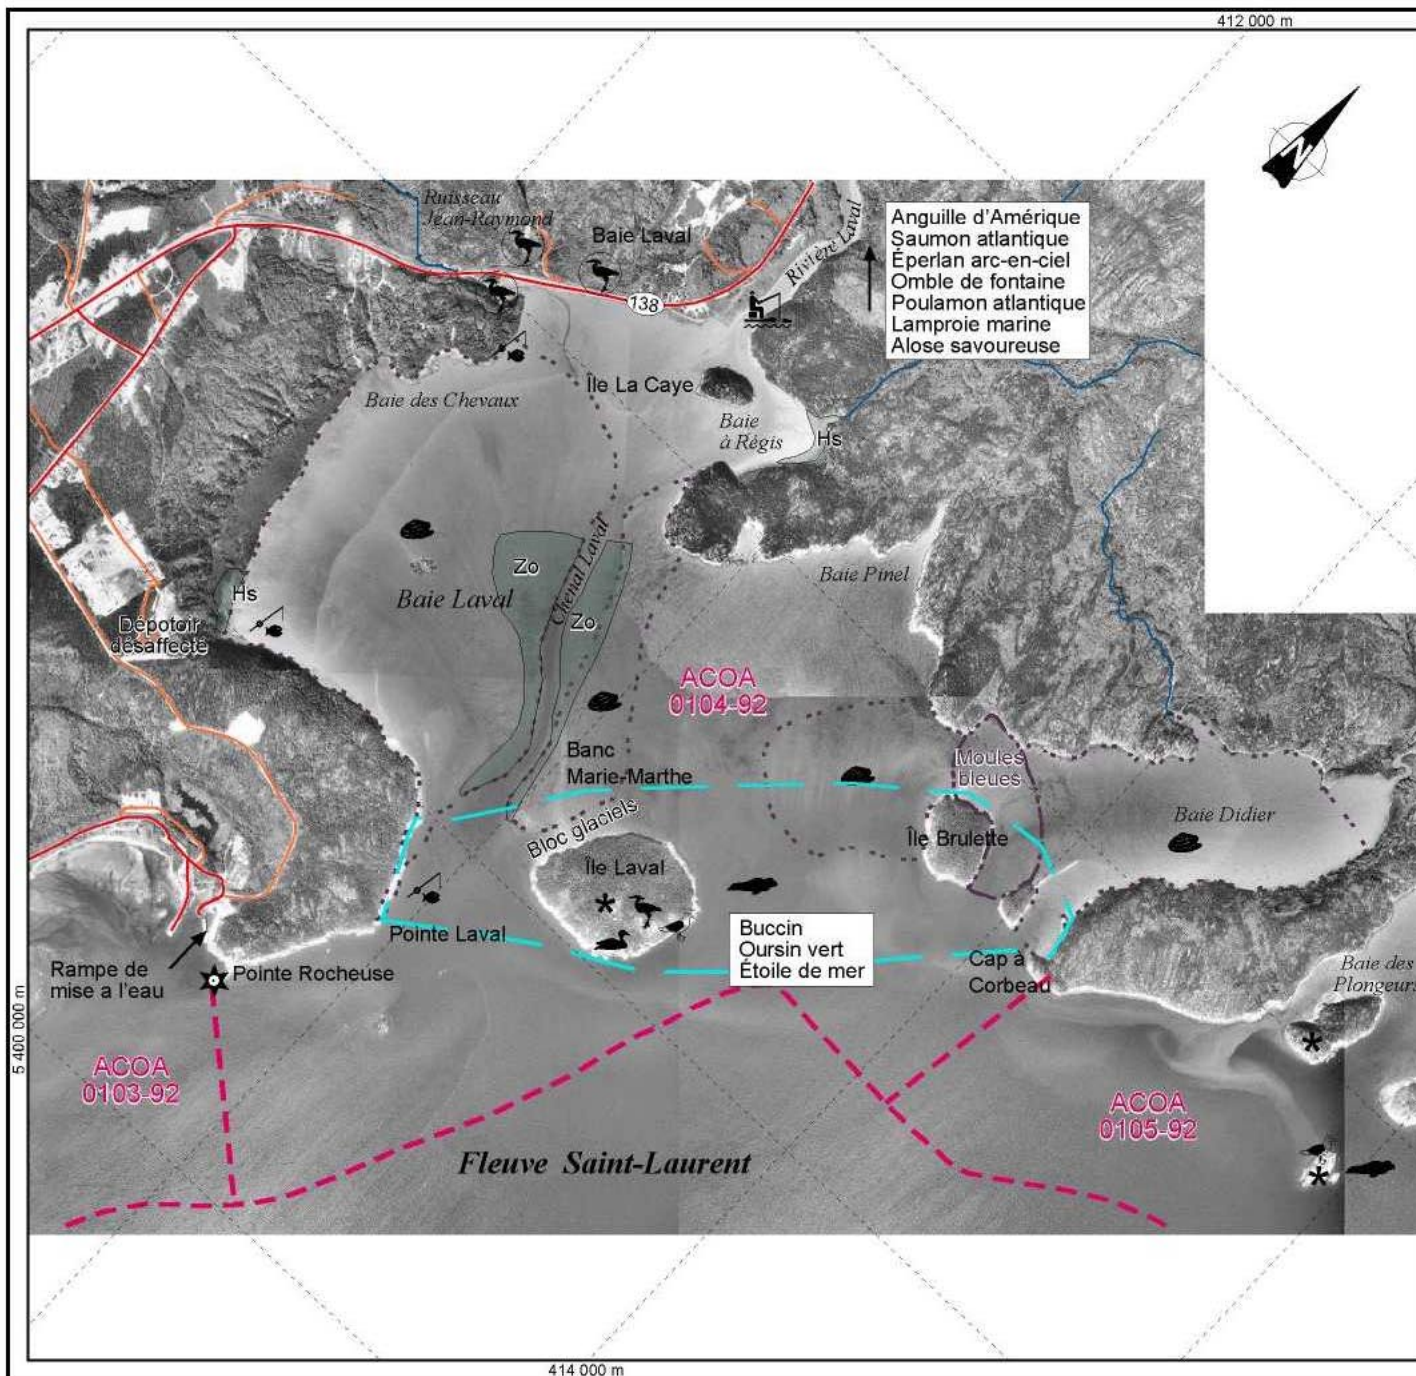 412 000 m
N
Ruisseau
Jean-Raymond
Baie Laval
Rivière Laval
138
Anguille d'Amérique
Saumon atlantique
Éperlan arc-en-ciel
Omble de fontaine
Poulamon atlantique
Lamproie marine
Alose savoureuse
Île La Caye
Baie des Chevaux
Baie
à Régis
Hs
Chenal Laval
Zo
Baie Pinel
Hs
Baie Laval
Zo
Dépotoir
désaffecté
ACOA
0104-92
Banc
Marie-Marthe
Moules
bleues
Bloc glaciels
Baie Didier
Île Brulette
Île Laval
Pointe Laval
Buccin
Oursin vert
Étoile de mer
Cap à
Corbeau
Baie des
Plongeurs
Rampe de
mise a l'eau
Pointe Rocheuse
5 400 000 m
ACOA
0103-92
ACOA
0105-92
Fleuve Saint-Laurent
414 000 m